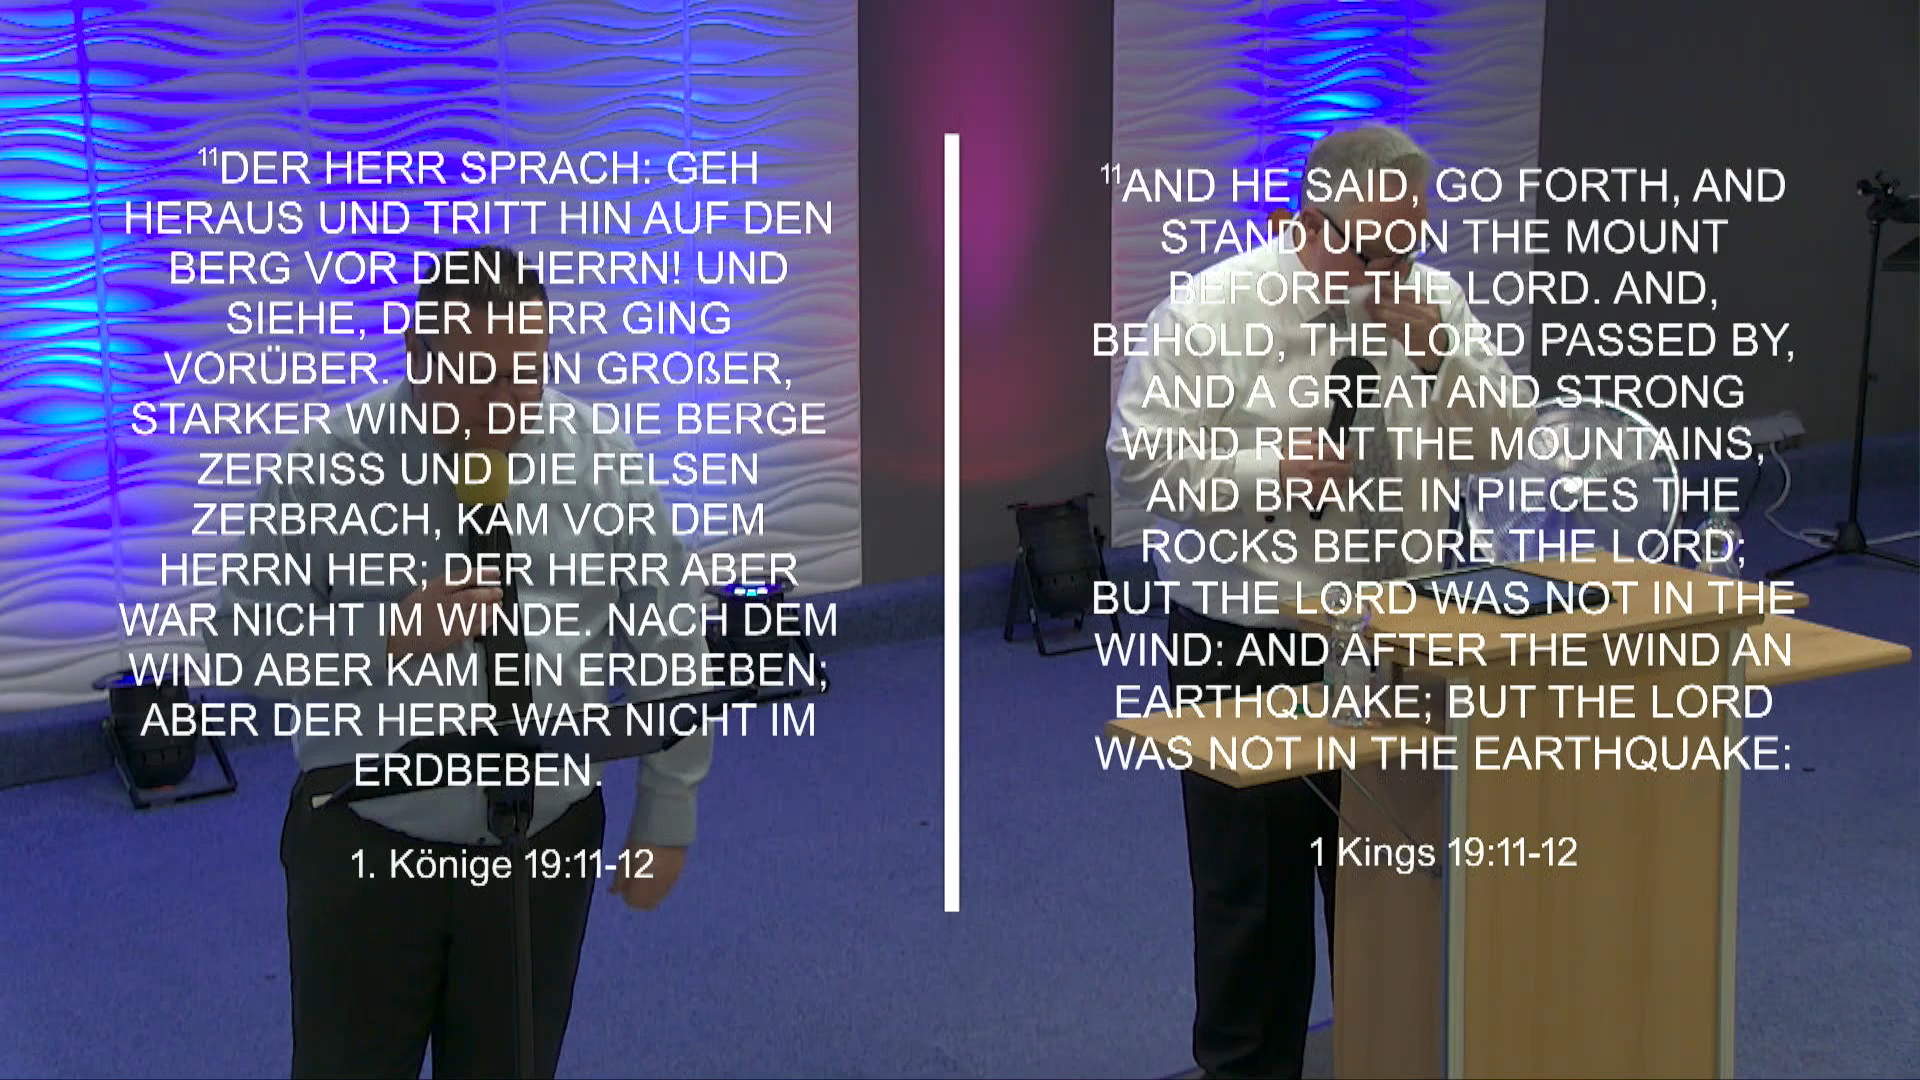 ¹¹DER HERR SPRACH: GEH
HERAUS UND TRITT HIN AUF DEN
BERG VOR DEN HERRN! UND
SIEHE, DER HERR GING
VORÜBER. UND EIN GROßER,
STARKER WIND, DER DIE BERGE
ZERRISS UND DIE FELSEN
ZERBRACH, KAM VOR DEM
HERRN HER; DER HERR ABER
WAR NICHT IM WINDE. NACH DEM
WIND ABER KAM EIN ERDBEBEN;
ABER DER HERR WAR NICHT IM
ERDBEBEN.
1. Könige 19:11-12
¹¹AND HE SAID, GO FORTH, AND
STAND UPON THE MOUNT
BEFORE THE LORD. AND,
BEHOLD, THE LORD PASSED BY,
AND A GREAT AND STRONG
WIND RENT THE MOUNTAINS,
AND BRAKE IN PIECES THE
ROCKS BEFORE THE LORD;
BUT THE LORD WAS NOT IN THE
WIND: AND AFTER THE WIND AN
EARTHQUAKE; BUT THE LORD
WAS NOT IN THE EARTHQUAKE:
1 Kings 19:11-12